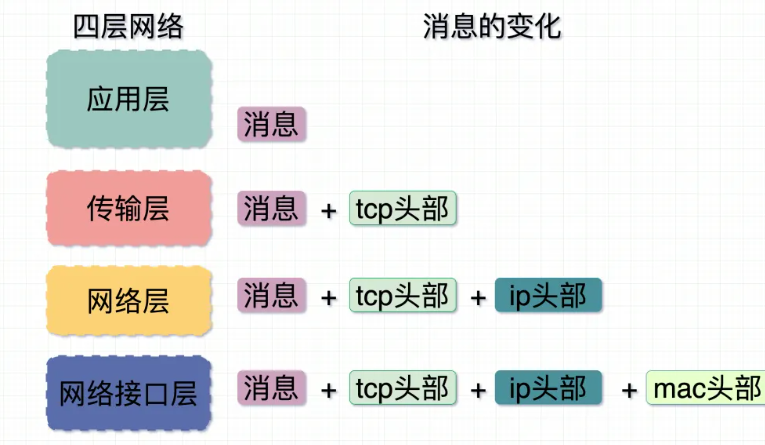 四层网络 消息的变化
应用层
消息
传输层 消息 + tcp头部
网络层 消息 + tcp头部 + ip头部
网络接口层 消息 + tcp头部 + ip头部 + mac头部